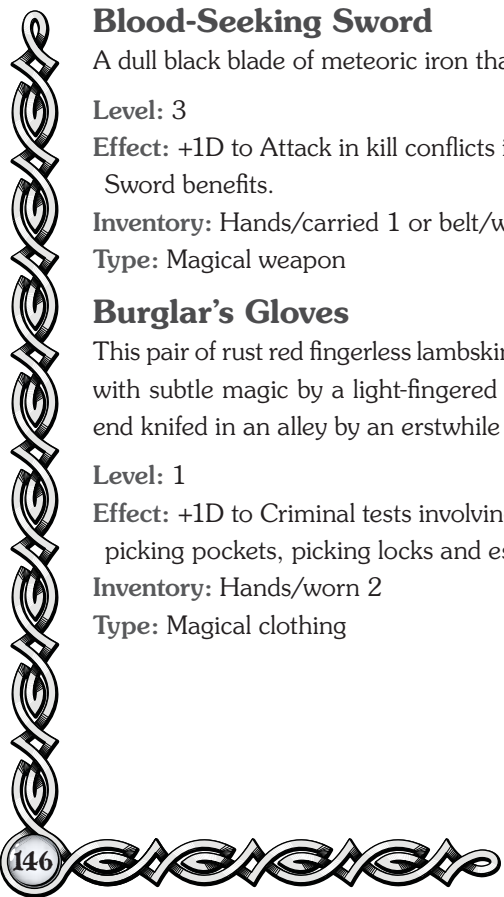 Blood-Seeking Sword
A dull black blade of meteoric iron tha
Level: 3
Effect: +1D to Attack in kill conflicts i
Sword benefits.
Inventory: Hands/carried 1 or belt/w
Type: Magical weapon
Burglar's Gloves
This pair of rust red fingerless lambskin
with subtle magic by a light-fingered
end knifed in an alley by an erstwhile
Level: 1
Effect: +1D to Criminal tests involvin
picking pockets, picking locks and es
Inventory: Hands/worn 2
Type: Magical clothing
146